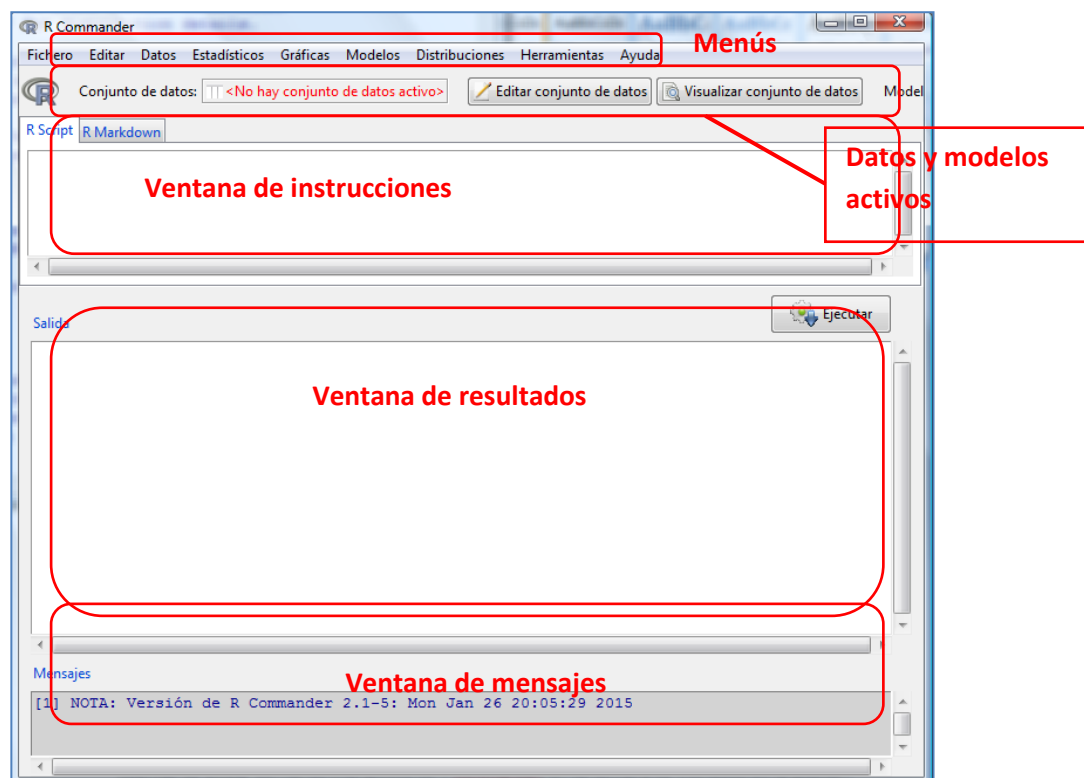 R Commander
Menús
Fichero Editar Datos Estadísticos Gráficas Modelos Distribuciones Herramientas Ayuda
Conjunto de datos: <No hay conjunto de datos activo> Editar conjunto de datos Visualizar conjunto de datos Model
R Script R Markdown
Datos y modelos
activos
Ventana de instrucciones
Ejecutar
Salida
Ventana de resultados
Mensajes
Ventana de mensajes
[1] NOTA: Versión de R Commander 2.1-5: Mon Jan 26 20:05:29 2015